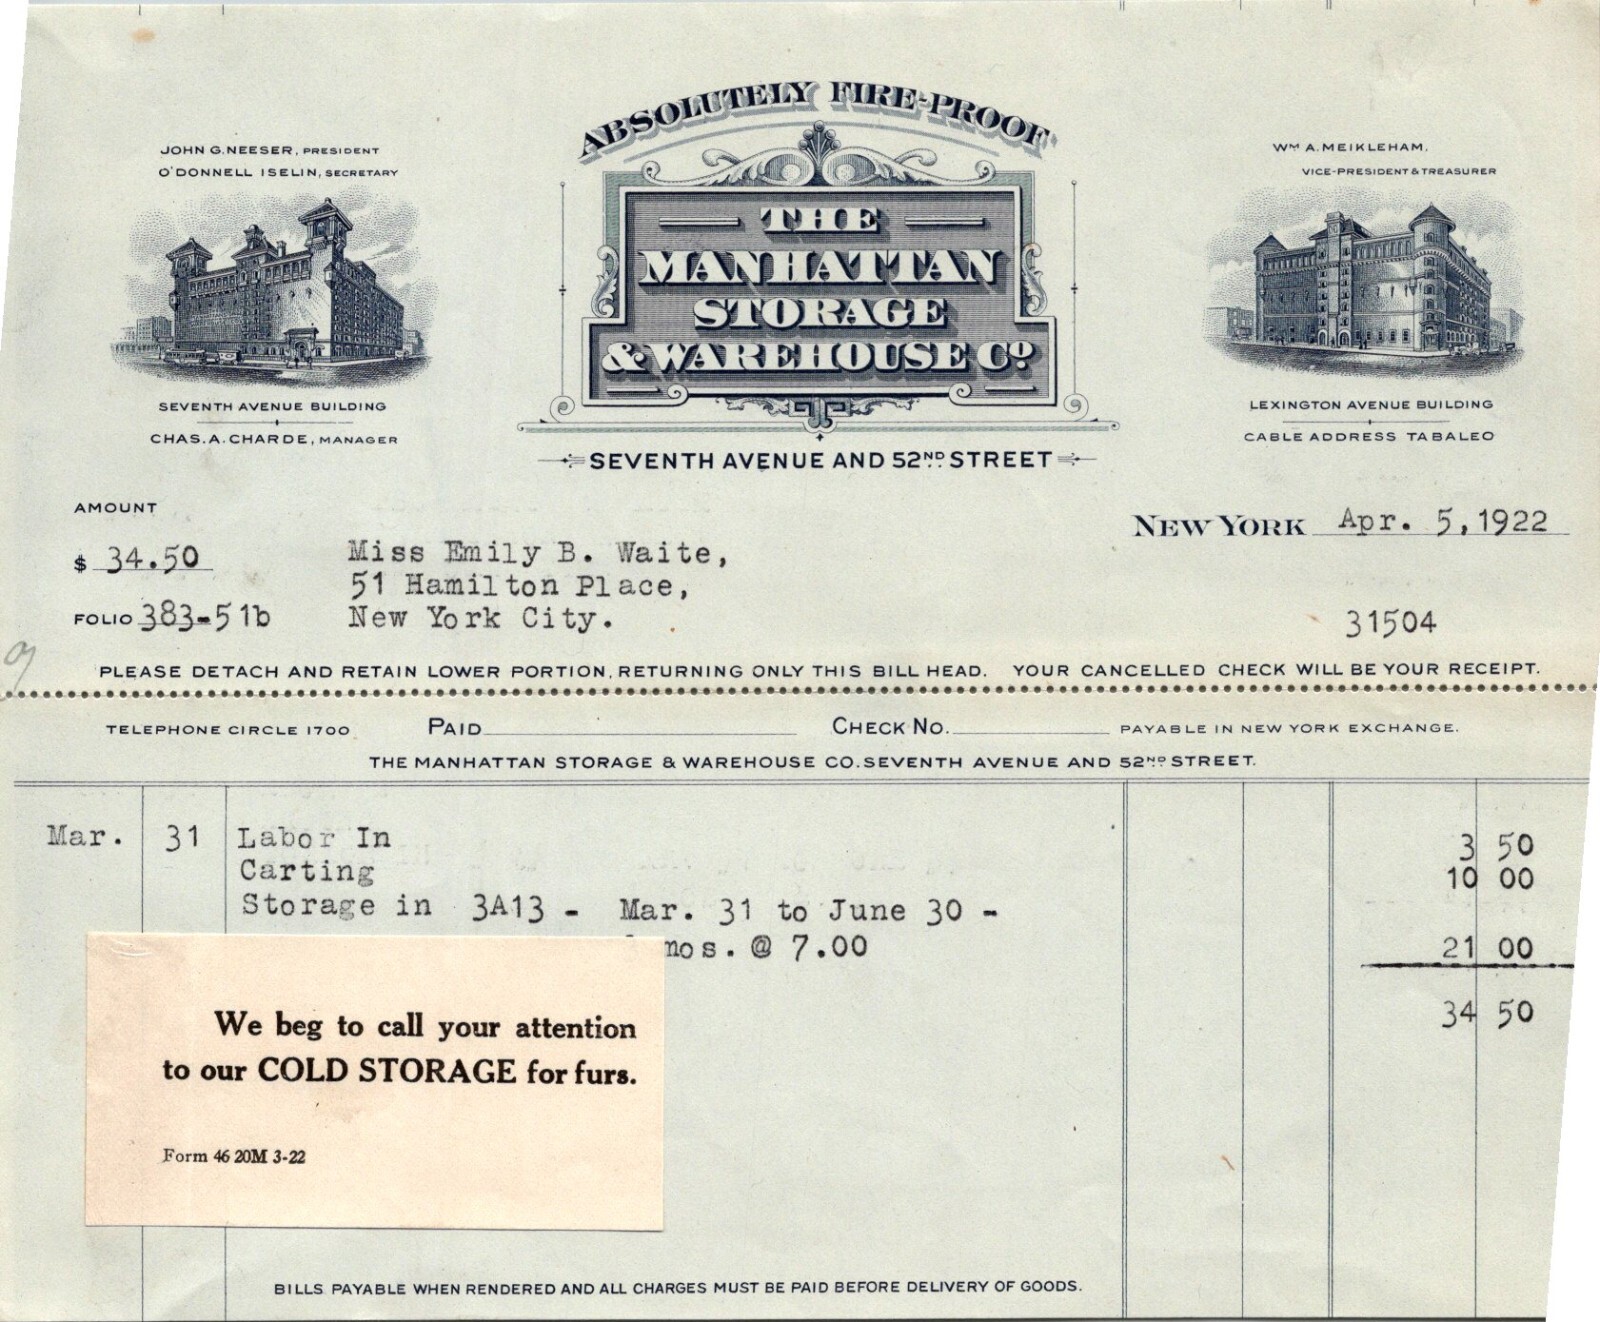 ABSOLUTELY FIRE-PROOF
JOHN G. NEESER, PRESIDENT
O'DONNELL ISELIN, SECRETARY
WM A. MEIKLEHAM.
VICE-PRESIDENT & TREASURER
THE
MANHATTAN
STORAGE
& WAREHOUSE CO.
SEVENTH AVENUE BUILDING
CHAS. A. CHARDE, MANAGER
LEXINGTON AVENUE BUILDING
CABLE ADDRESS TABALEO
SEVENTH AVENUE AND 52ND STREET
AMOUNT
NEW YORK Apr. 5,1922
$ 34.50
Miss Emily B. Waite,
51 Hamilton Place,
FOLIO 383-51b New York City.
31504
PLEASE DETACH AND RETAIN LOWER PORTION, RETURNING ONLY THIS BILL HEAD. YOUR CANCELLED CHECK WILL BE YOUR RECEIPT.
TELEPHONE CIRCLE 1700 PAID CHECK NO. PAYABLE IN NEW YORK EXCHANGE.
THE MANHATTAN STORAGE & WAREHOUSE CO. SEVENTH AVENUE AND 52ND STREET.
Mar. 31 Labor In 3 50
Carting 10 00
Storage in 3A13 - Mar. 31 to June 30 -
mos. @ 7.00 21 00
34 50
We beg to call your attention
to our COLD STORAGE for furs.
Form 46 20M 3-22
BILLS PAYABLE WHEN RENDERED AND ALL CHARGES MUST BE PAID BEFORE DELIVERY OF GOODS.